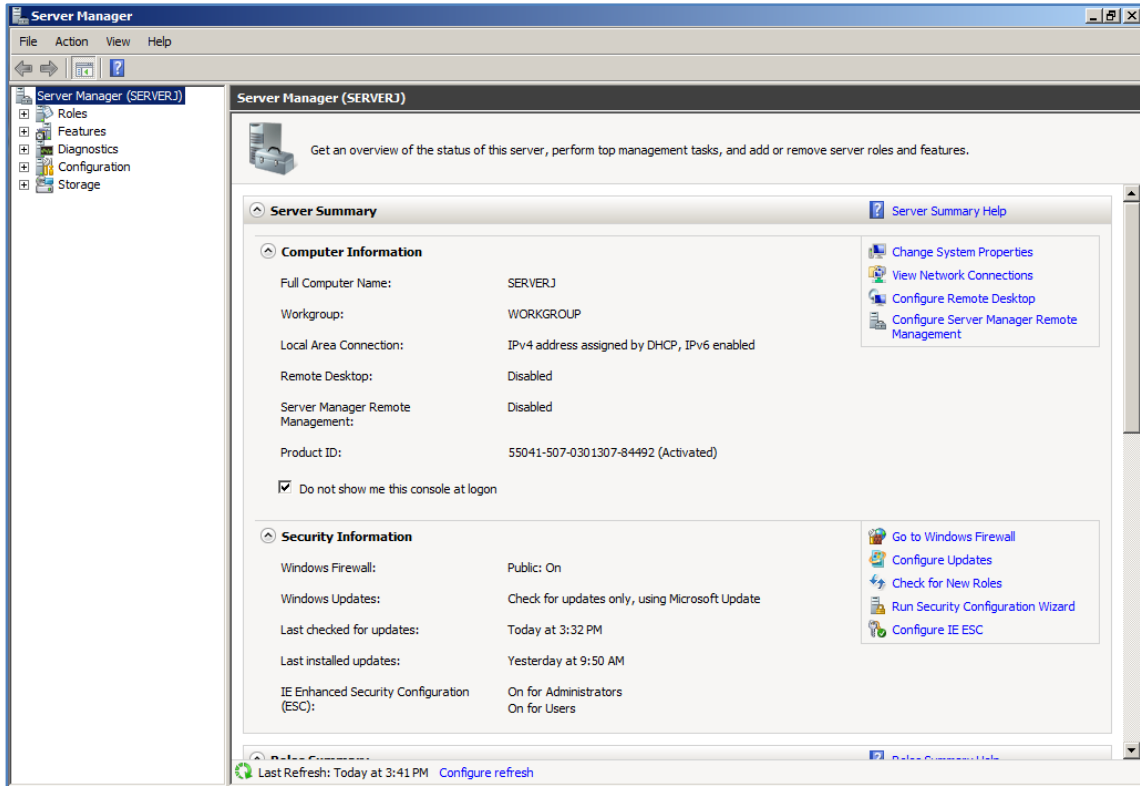 Server Manager
File Action View Help
Server Manager (SERVERJ)
Roles
Features
Diagnostics
Configuration
Storage
Server Manager (SERVERJ)
Get an overview of the status of this server, perform top management tasks, and add or remove server roles and features.
Server Summary
Server Summary Help
Computer Information
Full Computer Name: SERVERJ
Workgroup: WORKGROUP
Local Area Connection: IPv4 address assigned by DHCP, IPv6 enabled
Remote Desktop: Disabled
Server Manager Remote
Management:
Disabled
Product ID: 55041-507-0301307-84492 (Activated)
Do not show me this console at logon
Change System Properties
View Network Connections
Configure Remote Desktop
Configure Server Manager Remote
Management
Security Information
Windows Firewall: Public: On
Windows Updates: Check for updates only, using Microsoft Update
Last checked for updates: Today at 3:32 PM
Last installed updates: Yesterday at 9:50 AM
IE Enhanced Security Configuration
(ESC):
On for Administrators
On for Users
Go to Windows Firewall
Configure Updates
Check for New Roles
Run Security Configuration Wizard
Configure IE ESC
Roles Summary
Roles Summary Help
Last Refresh: Today at 3:41 PM Configure refresh